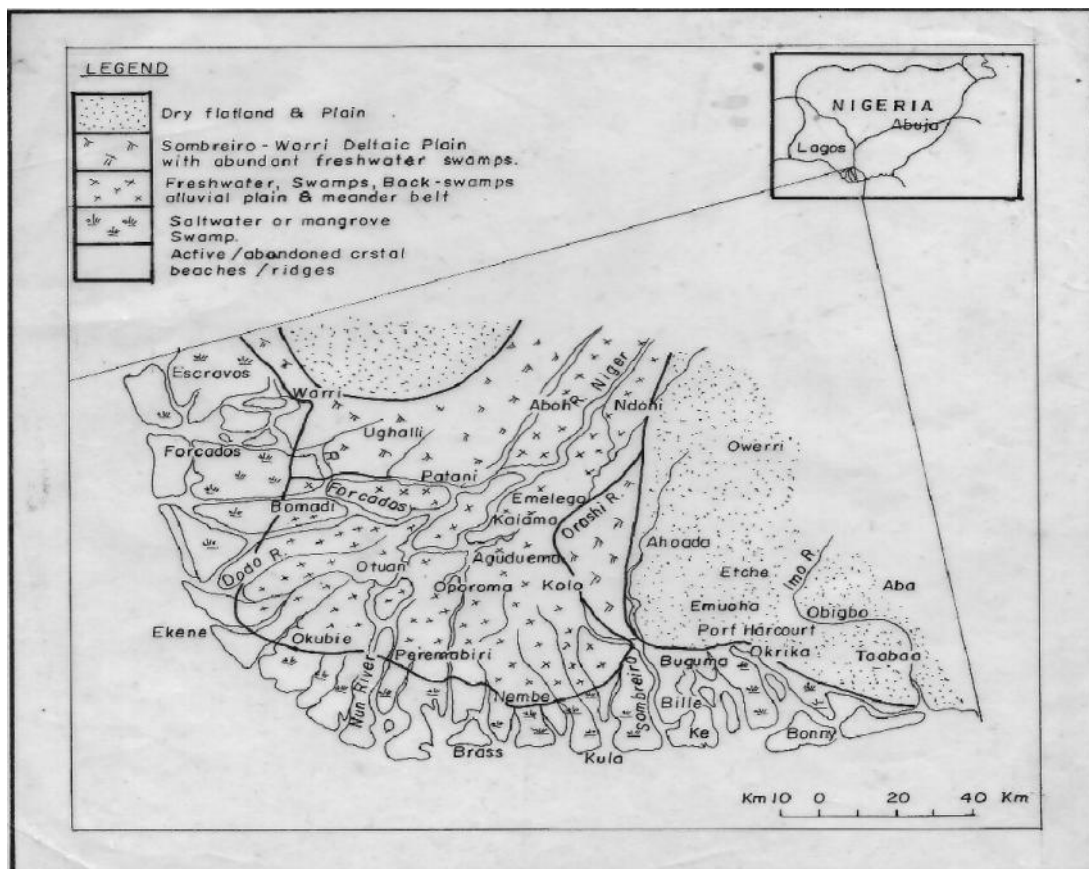 LEGEND
Dry flatland & Plain
Sombreiro - Warri Deltaic Plain
with abundant freshwater swamps.
Freshwater, Swamps, Back-swamps
alluvial plain & meander belt
Saltwater or mangrove
Swamp.
Active / abandoned crstal
beaches / ridges
NIGERIA
Abuja
Lagos
Escravos
Warri
Aboh
R. Niger
Ndoni
Ughalli
Owerri
Forcados
Patani
Forcados
Emelego
Bomadi
Kaiama
Orashi R.
Ahoada
Aguduema
Dodo R.
Otuan
Etche
Imo R
Aba
Oporoma
Kolo
Emuoha
Obigbo
Ekene
Port Harcourt
Okubie
Okrika
Taabaa
Peremabiri
Buguma
Nun River
Nembe
Sombreiro
Bille
Brass
Kula
Ke
Bonny
Km 10 0 20 40 Km